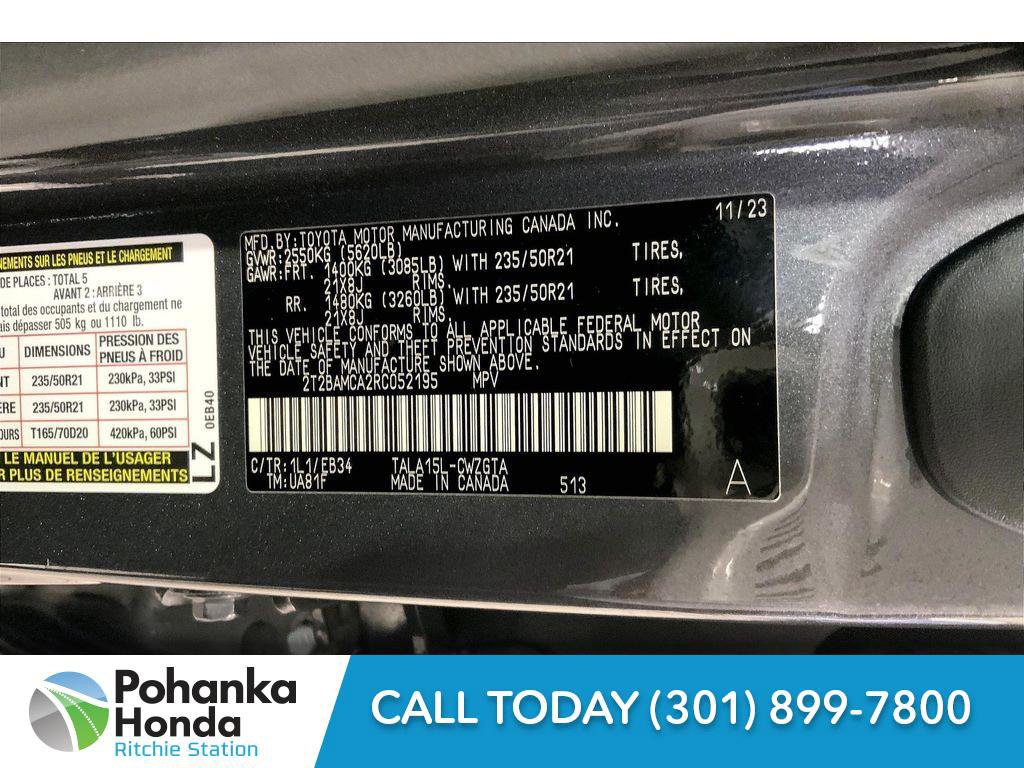 NEMENTS SUR LES PNEUS ET LE CHARGEMENT
DE PLACES : TOTAL 5
AVANT 2 : ARRIÈRE 3
total des occupants et du chargement ne
ais dépasser 505 kg ou 1110 lb.
U DIMENSIONS PRESSION DES PNEUS À FROID
NT 235/50R21 230kPa, 33PSI
ÈRE 235/50R21 230kPa, 33PSI
OURS T165/70D20 420kPa, 60PSI
LE MANUEL DE L'USAGER
R PLUS DE RENSEIGNEMENTS
LZ 0EB40
11/23
MFD.BY:TOYOTA MOTOR MANUFACTURING CANADA INC.
GVWR:2550KG (5620LB)
GAWR:FRT. 1400KG (3085LB) WITH 235/50R21 TIRES,
21X8J RIMS.
RR. 1480KG (3260LB) WITH 235/50R21 TIRES,
21X8J RIMS.
THIS VEHICLE CONFORMS TO ALL APPLICABLE FEDERAL MOTOR
VEHICLE SAFETY AND THEFT PREVENTION STANDARDS IN EFFECT ON
THE DATE OF MANUFACTURE SHOWN ABOVE.
2T2BAMCA2RC052195 MPV
C/TR:1L1/EB34 TALA15L-CWZGTA
TM:UA81F MADE IN CANADA 513
A
Pohanka
Honda
Ritchie Station
CALL TODAY (301) 899-7800